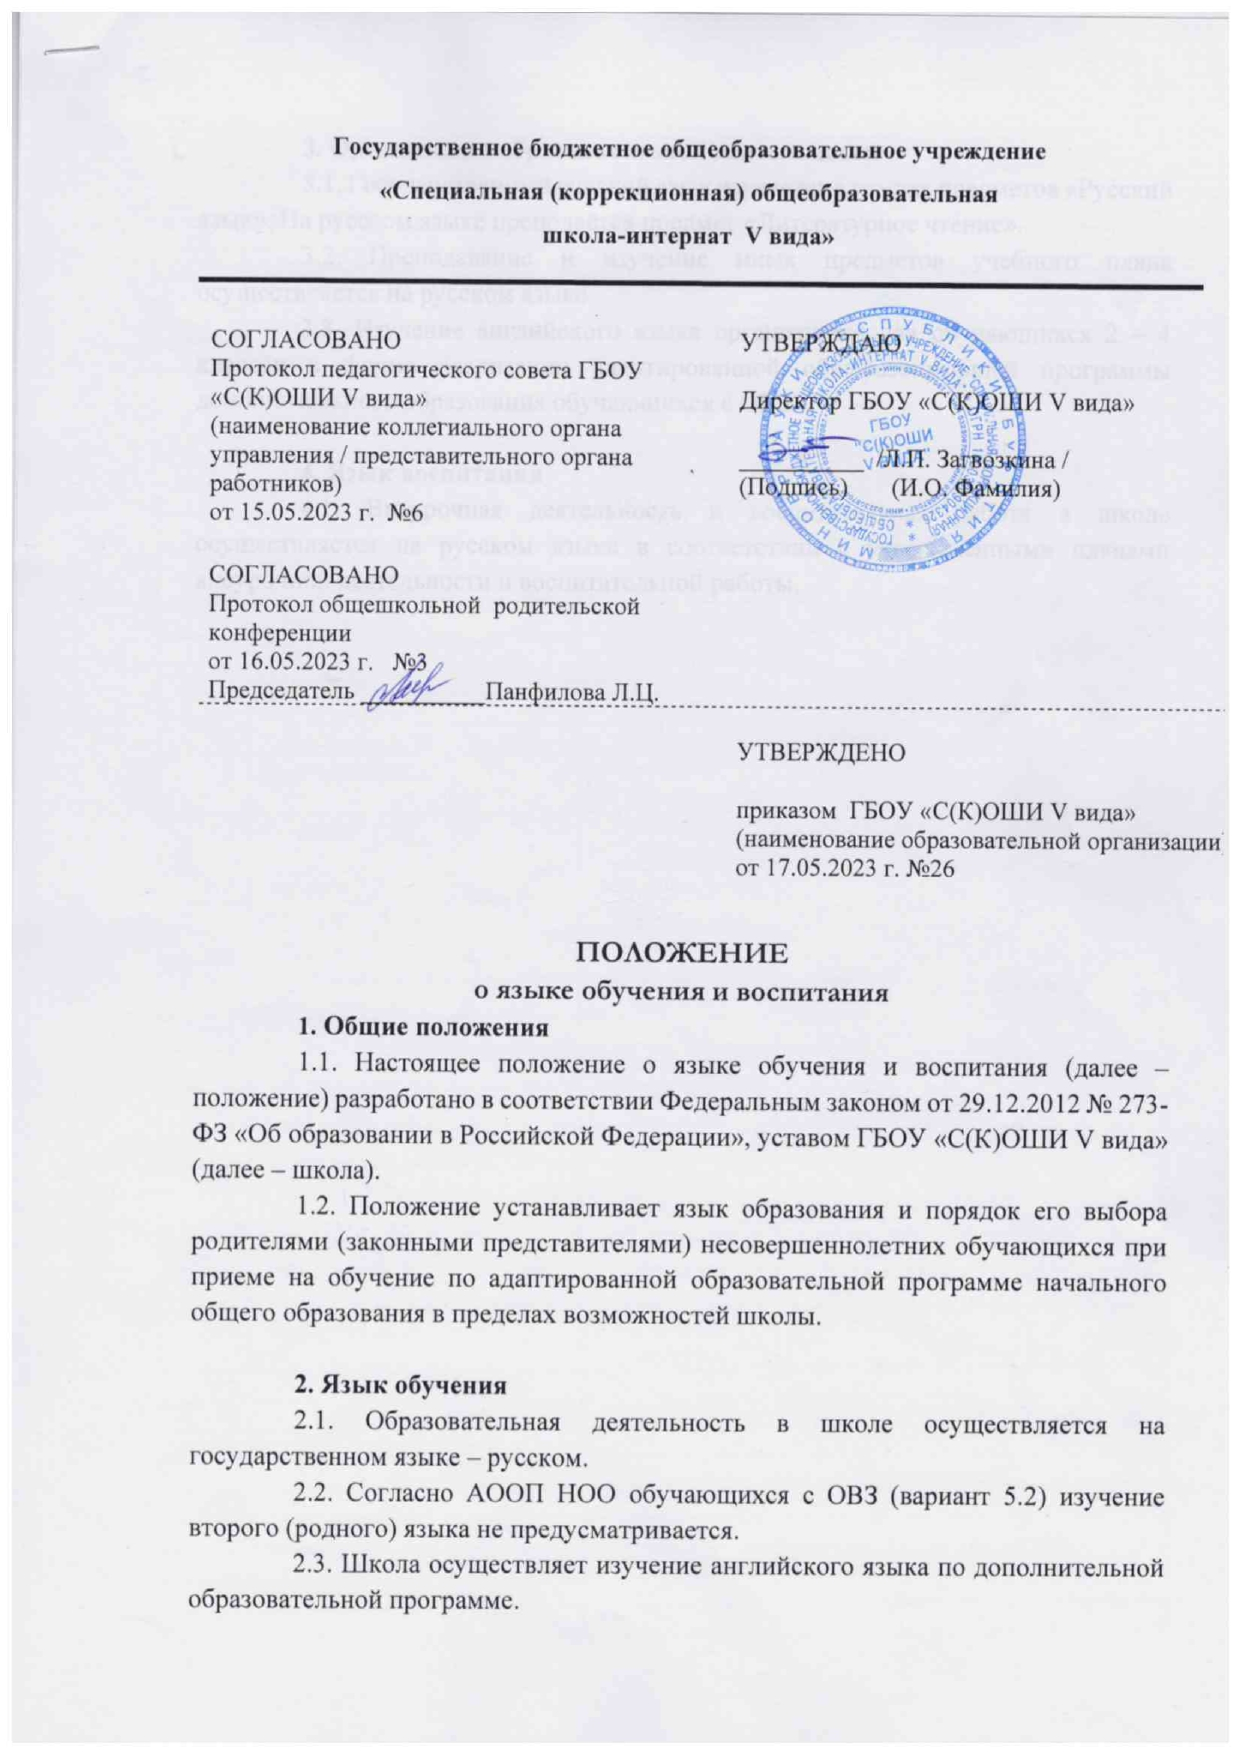 Государственное бюджетное общеобразовательное учреждение
«Специальная (коррекционная) общеобразовательная
школа-интернат V вида»
СОГЛАСОВАНО
Протокол педагогического совета ГБОУ
«С(К)ОШИ V вида»
(наименование коллегиального органа
управления / представительного органа
работников)
от 15.05.2023 г. №6
УТВЕРЖДАЮ
Директор ГБОУ «С(К)ОШИ V вида»
/Л.П. Загвозкина /
(Подпись) (И.О. Фамилия)
ГБОУ
"С(К)ОШИ
V ВИДА"
СОГЛАСОВАНО
Протокол общешкольной родительской
конференции
от 16.05.2023 г. №3
Председатель Панфилова Л.Ц.
УТВЕРЖДЕНО
приказом ГБОУ «С(К)ОШИ V вида»
(наименование образовательной организации
от 17.05.2023 г. №26
ПОЛОЖЕНИЕ
о языке обучения и воспитания
1. Общие положения
1.1. Настоящее положение о языке обучения и воспитания (далее –
положение) разработано в соответствии Федеральным законом от 29.12.2012 № 273-
ФЗ «Об образовании в Российской Федерации», уставом ГБОУ «С(К)ОШИ V вида»
(далее – школа).
1.2. Положение устанавливает язык образования и порядок его выбора
родителями (законными представителями) несовершеннолетних обучающихся при
приеме на обучение по адаптированной образовательной программе начального
общего образования в пределах возможностей школы.
2. Язык обучения
2.1. Образовательная деятельность в школе осуществляется на
государственном языке – русском.
2.2. Согласно АООП НОО обучающихся с ОВЗ (вариант 5.2) изучение
второго (родного) языка не предусматривается.
2.3. Школа осуществляет изучение английского языка по дополнительной
образовательной программе.